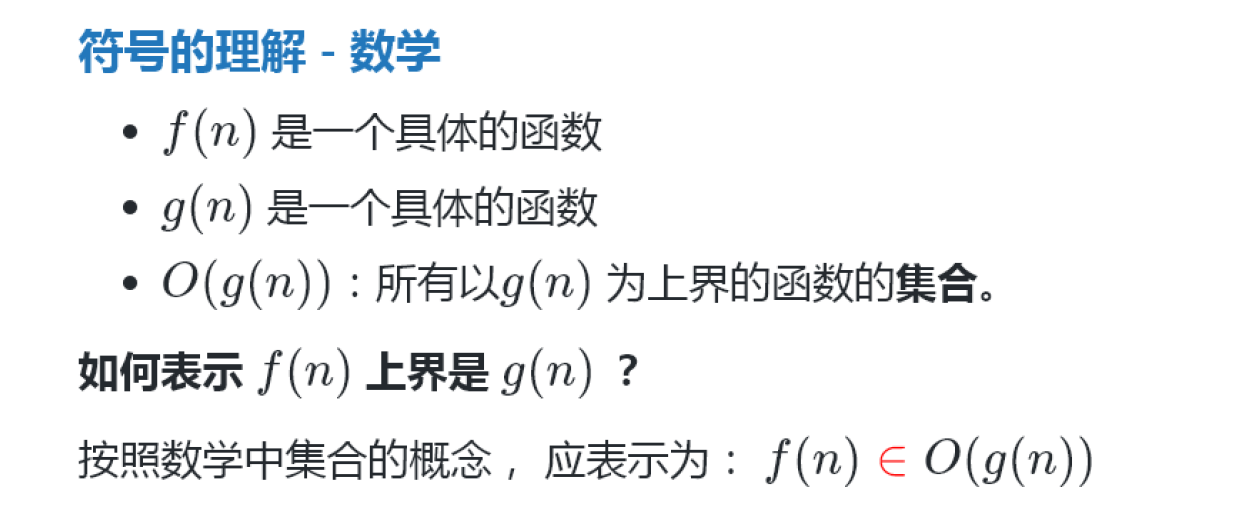 符号的理解 - 数学
• f(n) 是一个具体的函数
• g(n) 是一个具体的函数
• O(g(n))：所有以g(n) 为上界的函数的集合。
如何表示 f(n) 上界是 g(n) ？
按照数学中集合的概念， 应表示为： f(n) ∈ O(g(n))